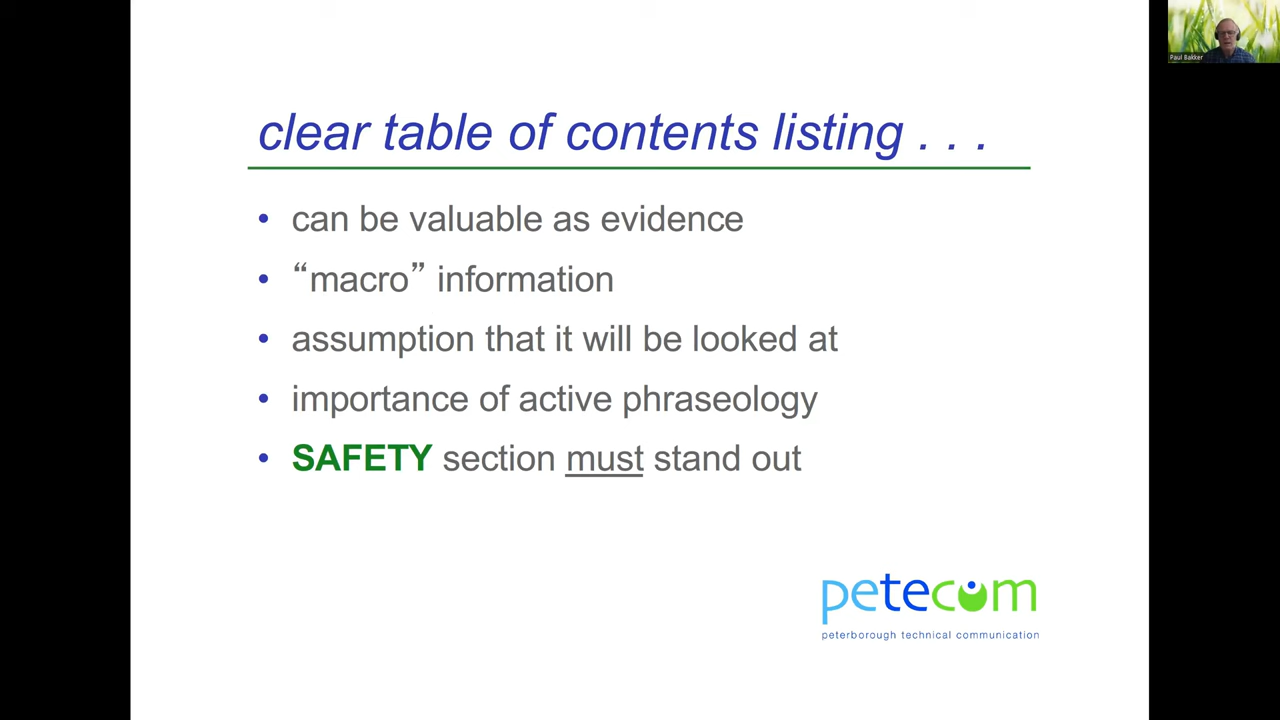 Paul Bakker
clear table of contents listing . . .
• can be valuable as evidence
• “macro” information
• assumption that it will be looked at
• importance of active phraseology
• SAFETY section must stand out
petecom
peterborough technical communication